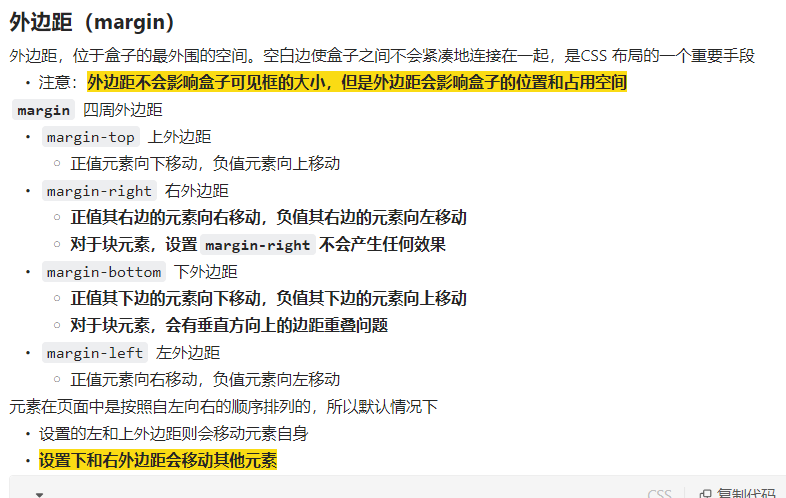 外边距（margin）
外边距，位于盒子的最外围的空间。空白边使盒子之间不会紧凑地连接在一起，是CSS 布局的一个重要手段
• 注意：外边距不会影响盒子可见框的大小，但是外边距会影响盒子的位置和占用空间
margin 四周外边距
• margin-top 上外边距
◦ 正值元素向下移动，负值元素向上移动
• margin-right 右外边距
◦ 正值其右边的元素向右移动，负值其右边的元素向左移动
◦ 对于块元素，设置 margin-right 不会产生任何效果
• margin-bottom 下外边距
◦ 正值其下边的元素向下移动，负值其下边的元素向上移动
◦ 对于块元素，会有垂直方向上的边距重叠问题
• margin-left 左外边距
◦ 正值元素向右移动，负值元素向左移动
元素在页面中是按照自左向右的顺序排列的，所以默认情况下
• 设置的左和上外边距则会移动元素自身
• 设置下和右外边距会移动其他元素
CSS 复制代码